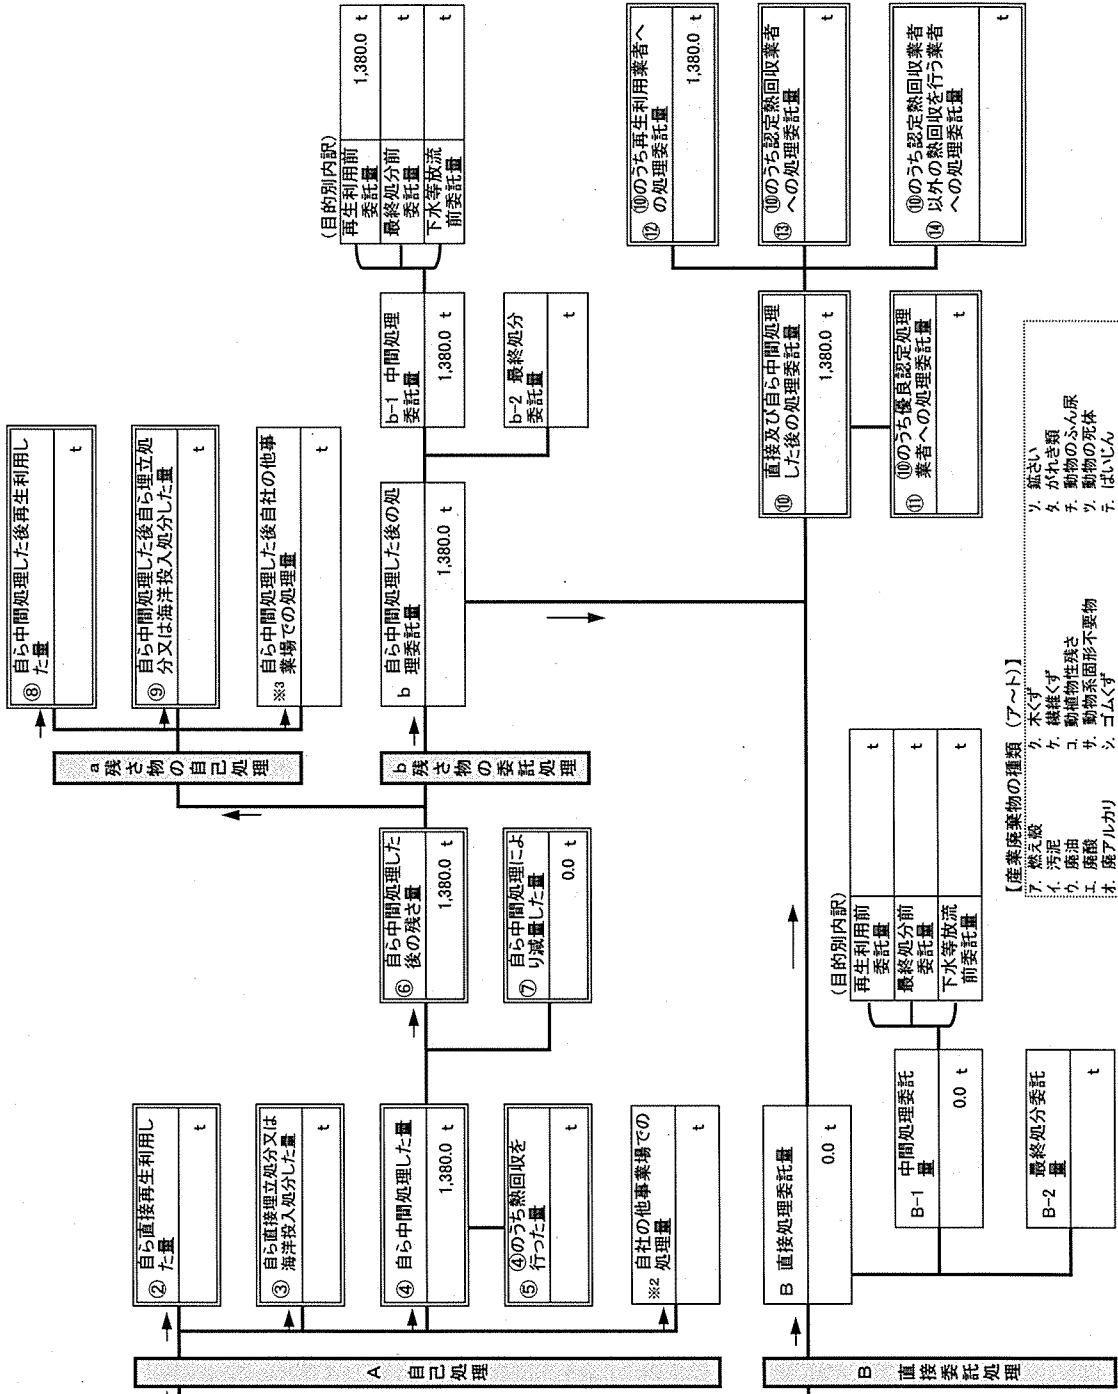 A 自己処理
② 自ら直接再生利用し
た量
t
③ 自ら直接埋立処分又は
海洋投入処分した量
t
④ 自ら中間処理した量
1,380.0 t
⑤ ④のうち熱回収を
行った量
t
※2 自社の他事業場での
処理量
t
⑥ 自ら中間処理した
後の残さ量
1,380.0 t
⑦ 自ら中間処理によ
り減量した量
0.0 t
a 残さ物の自己処理
⑧ 自ら中間処理した後再生利用し
た量
t
⑨ 自ら中間処理した後自ら埋立処
分又は海洋投入処分した量
t
※3 自ら中間処理した後自社の他事
業場での処理量
t
b 残さ物の委託処理
b 自ら中間処理した後の処
理委託量
1,380.0 t
b-1 中間処理
委託量
1,380.0 t
b-2 最終処分
委託量
t
(目的別内訳)
再生利用前
委託量
1,380.0 t
最終処分前
委託量
t
下水等放流
前委託量
t
B 直接委託処理
B 直接処理委託量
0.0 t
B-1 中間処理委託
量
0.0 t
B-2 最終処分委託
量
t
(目的別内訳)
再生利用前
委託量
t
最終処分前
委託量
t
下水等放流
前委託量
t
⑩ 直接及び自ら中間処理
した後の処理委託量
1,380.0 t
⑪ ⑩のうち優良認定処理
業者への処理委託量
t
⑫ ⑩のうち再生利用業者へ
の処理委託量
1,380.0 t
⑬ ⑩のうち認定熱回収業者
への処理委託量
t
⑭ ⑩のうち認定熱回収業者
以外の熱回収を行う業者
への処理委託量
t
【産業廃棄物の種類 (ア～ト)】
ア. 燃え殻 ク. 木くず ソ. 鉱さい
イ. 汚泥 ケ. 繊維くず タ. がれき類
ウ. 廃油 コ. 動植物性残さ チ. 動物のふん尿
エ. 廃酸 サ. 動物系固形不要物 ツ. 動物の死体
オ. 廃アルカリ シ. ゴムくず テ. ばいじん